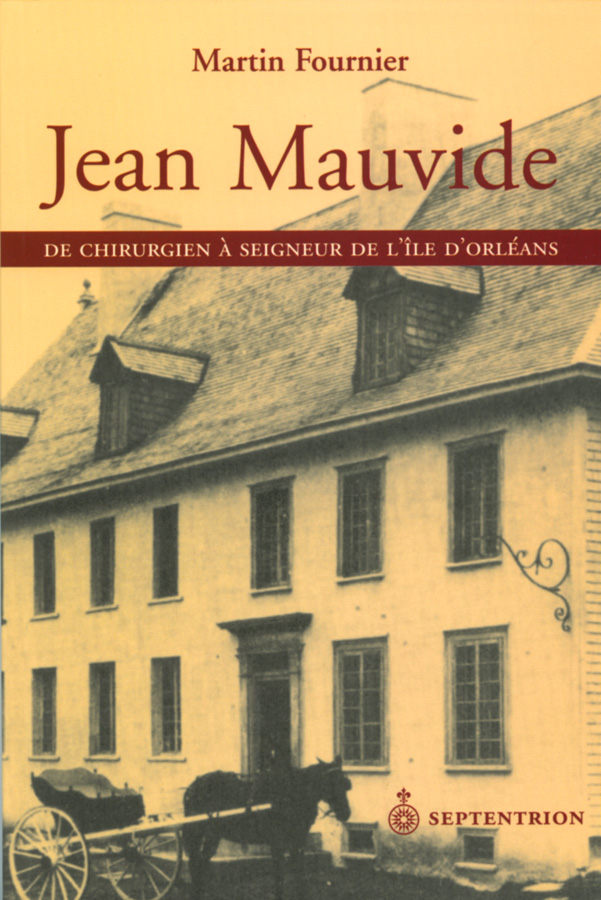 Martin Fournier
Jean Mauvide
DE CHIRURGIEN À SEIGNEUR DE L'ÎLE D'ORLÉANS
SEPTENTRION